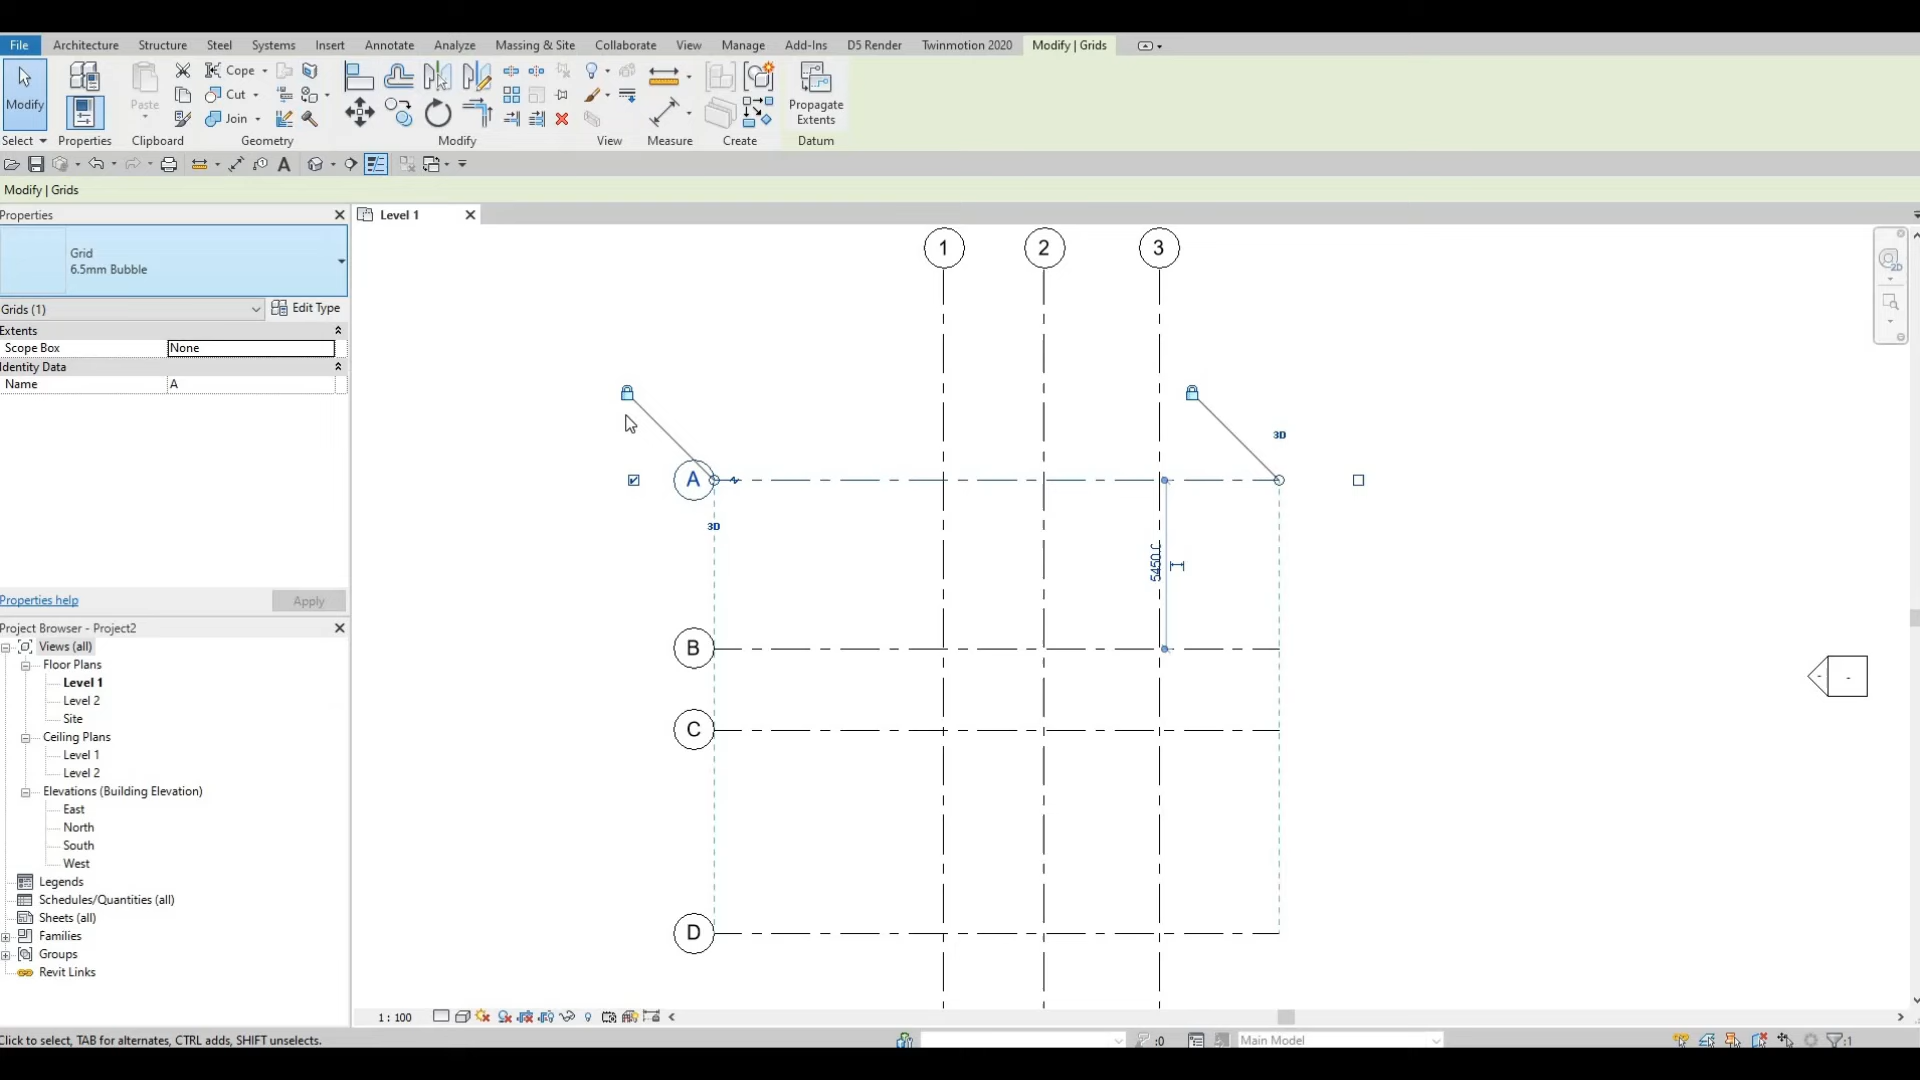 File Architecture Structure Steel Systems Insert Annotate Analyze Massing & Site Collaborate View Manage Add-Ins D5 Render Twinmotion 2020 Modify | Grids
Modify Paste Cope Cut Join Propagate Extents
Select Properties Clipboard Geometry Modify View Measure Create Datum
A
Modify | Grids
Properties
Level 1
Grid
6.5mm Bubble
Grids (1)
Edit Type
Extents
Scope Box None
Identity Data
Name A
Properties help
Apply
Project Browser - Project2
Views (all)
Floor Plans
Level 1
Level 2
Site
Ceiling Plans
Level 1
Level 2
Elevations (Building Elevation)
East
North
South
West
Legends
Schedules/Quantities (all)
Sheets (all)
Families
Groups
Revit Links
1 2 3
3D
A
3D
5450.0
B
C
D
2D
1 : 100
Click to select, TAB for alternates, CTRL adds, SHIFT unselects.
:0
Main Model
:1